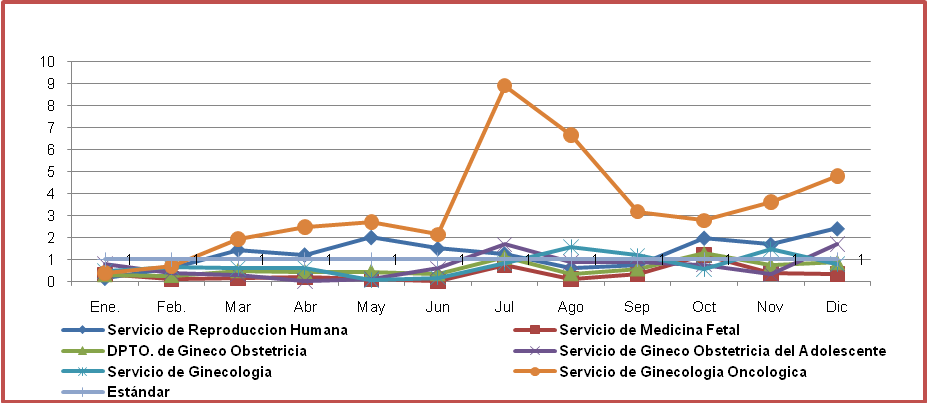 10
9
8
7
6
5
4
3
2
1 1 1 1 1 1 1 1 1 1 1 1 1
0
Ene. Feb. Mar Abr May Jun Jul Ago Sep Oct Nov Dic
Servicio de Reproduccion Humana Servicio de Medicina Fetal
DPTO. de Gineco Obstetricia Servicio de Gineco Obstetricia del Adolescente
Servicio de Ginecologia Servicio de Ginecologia Oncologica
Estándar